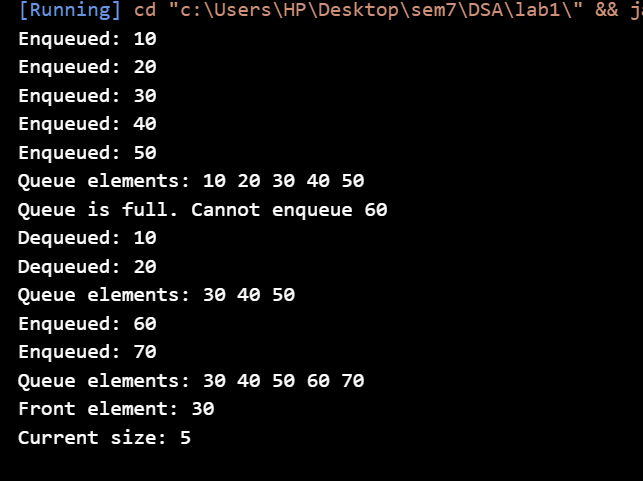 [Running] cd "c:\Users\HP\Desktop\sem7\DSA\lab1\" && ja
Enqueued: 10
Enqueued: 20
Enqueued: 30
Enqueued: 40
Enqueued: 50
Queue elements: 10 20 30 40 50
Queue is full. Cannot enqueue 60
Dequeued: 10
Dequeued: 20
Queue elements: 30 40 50
Enqueued: 60
Enqueued: 70
Queue elements: 30 40 50 60 70
Front element: 30
Current size: 5